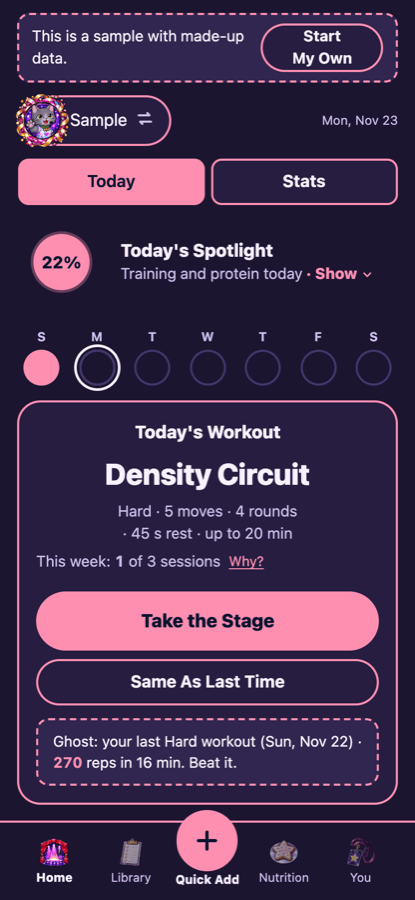 This is a sample with made-up
data.
Start
My Own
Sample
Mon, Nov 23
Today
Stats
22%
Today's Spotlight
Training and protein today · Show
S M T W T F S
Today's Workout
Density Circuit
Hard · 5 moves · 4 rounds
· 45 s rest · up to 20 min
This week: 1 of 3 sessions Why?
Take the Stage
Same As Last Time
Ghost: your last Hard workout (Sun, Nov 22) ·
270 reps in 16 min. Beat it.
Home
Library
Quick Add
Nutrition
You